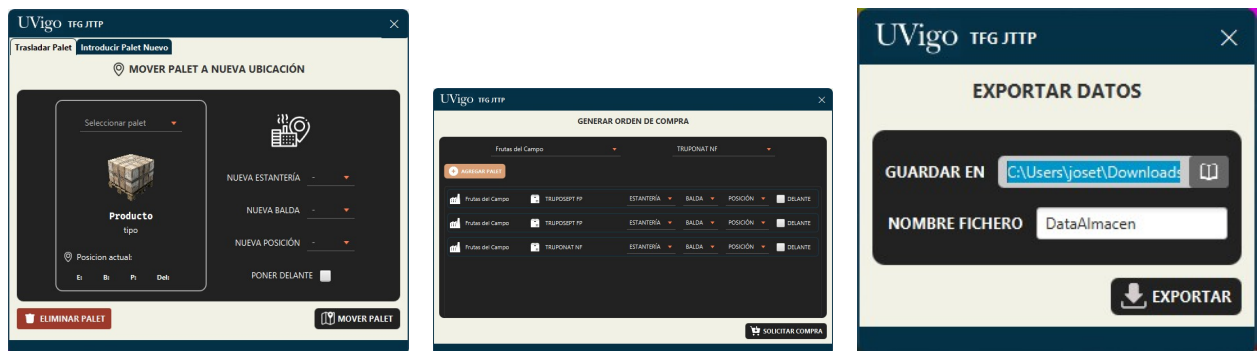 UVigo TFG JTTP
Trasladar Palet Introducir Palet Nuevo
MOVER PALET A NUEVA UBICACIÓN
Seleccionar palet
Producto
tipo
Posicion actual:
E: B: P: Del:
NUEVA ESTANTERÍA -
NUEVA BALDA -
NUEVA POSICIÓN -
PONER DELANTE
ELIMINAR PALET
MOVER PALET
UVigo TFG JTTP
GENERAR ORDEN DE COMPRA
Frutas del Campo TRUPONAT NF
AGREGAR PALET
Frutas del Campo TRUPOSEPT FP ESTANTERÍA BALDA POSICIÓN DELANTE
Frutas del Campo TRUPOSEPT FP ESTANTERÍA BALDA POSICIÓN DELANTE
Frutas del Campo TRUPONAT NF ESTANTERÍA BALDA POSICIÓN DELANTE
SOLICITAR COMPRA
UVigo TFG JTTP
EXPORTAR DATOS
GUARDAR EN C:\Users\joset\Downloads
NOMBRE FICHERO DataAlmacen
EXPORTAR